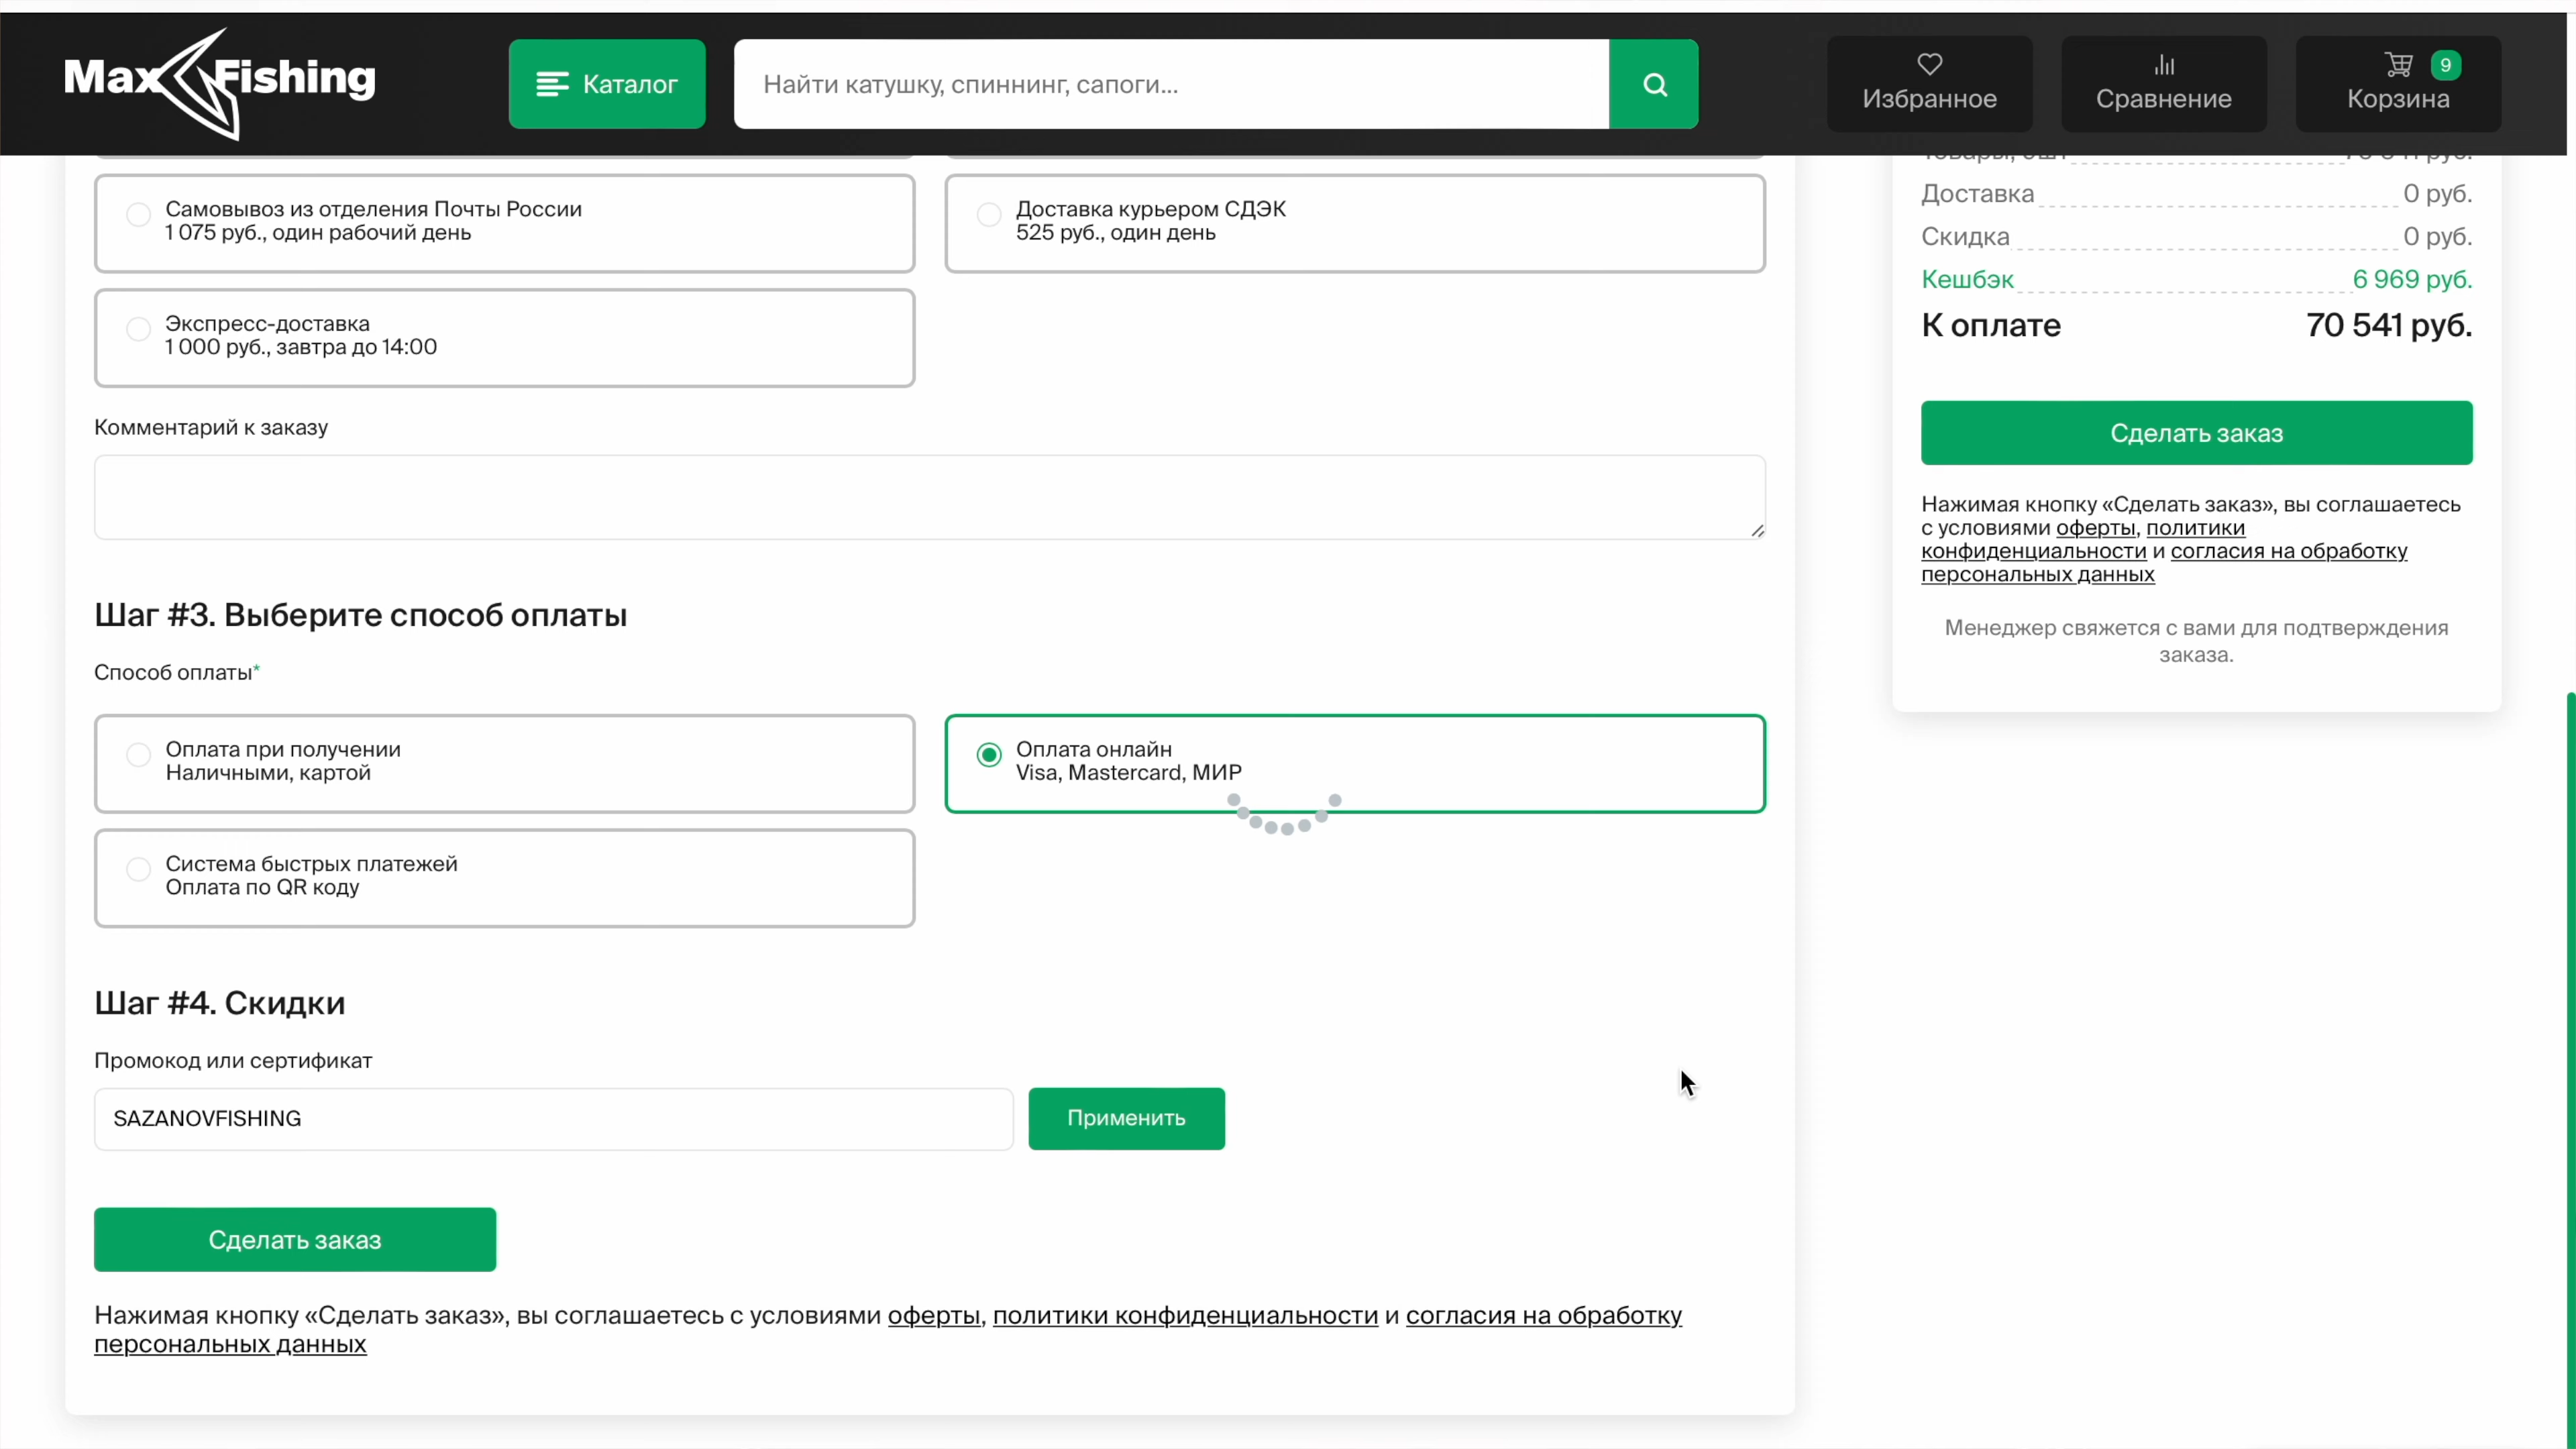 MaxFishing
Каталог
Найти катушку, спиннинг, сапоги...
Избранное
Сравнение
9
Корзина
Самовывоз из отделения Почты России
1 075 руб., один рабочий день
Доставка курьером СДЭК
525 руб., один день
Экспресс-доставка
1 000 руб., завтра до 14:00
Комментарий к заказу
Шаг #3. Выберите способ оплаты
Способ оплаты*
Оплата при получении
Наличными, картой
Оплата онлайн
Visa, Mastercard, МИР
Система быстрых платежей
Оплата по QR коду
Шаг #4. Скидки
Промокод или сертификат
SAZANOVFISHING
Применить
Сделать заказ
Нажимая кнопку «Сделать заказ», вы соглашаетесь с условиями оферты, политики конфиденциальности и согласия на обработку
персональных данных
Доставка 0 руб.
Скидка 0 руб.
Кешбэк 6 969 руб.
К оплате 70 541 руб.
Сделать заказ
Нажимая кнопку «Сделать заказ», вы соглашаетесь
с условиями оферты, политики
конфиденциальности и согласия на обработку
персональных данных
Менеджер свяжется с вами для подтверждения
заказа.